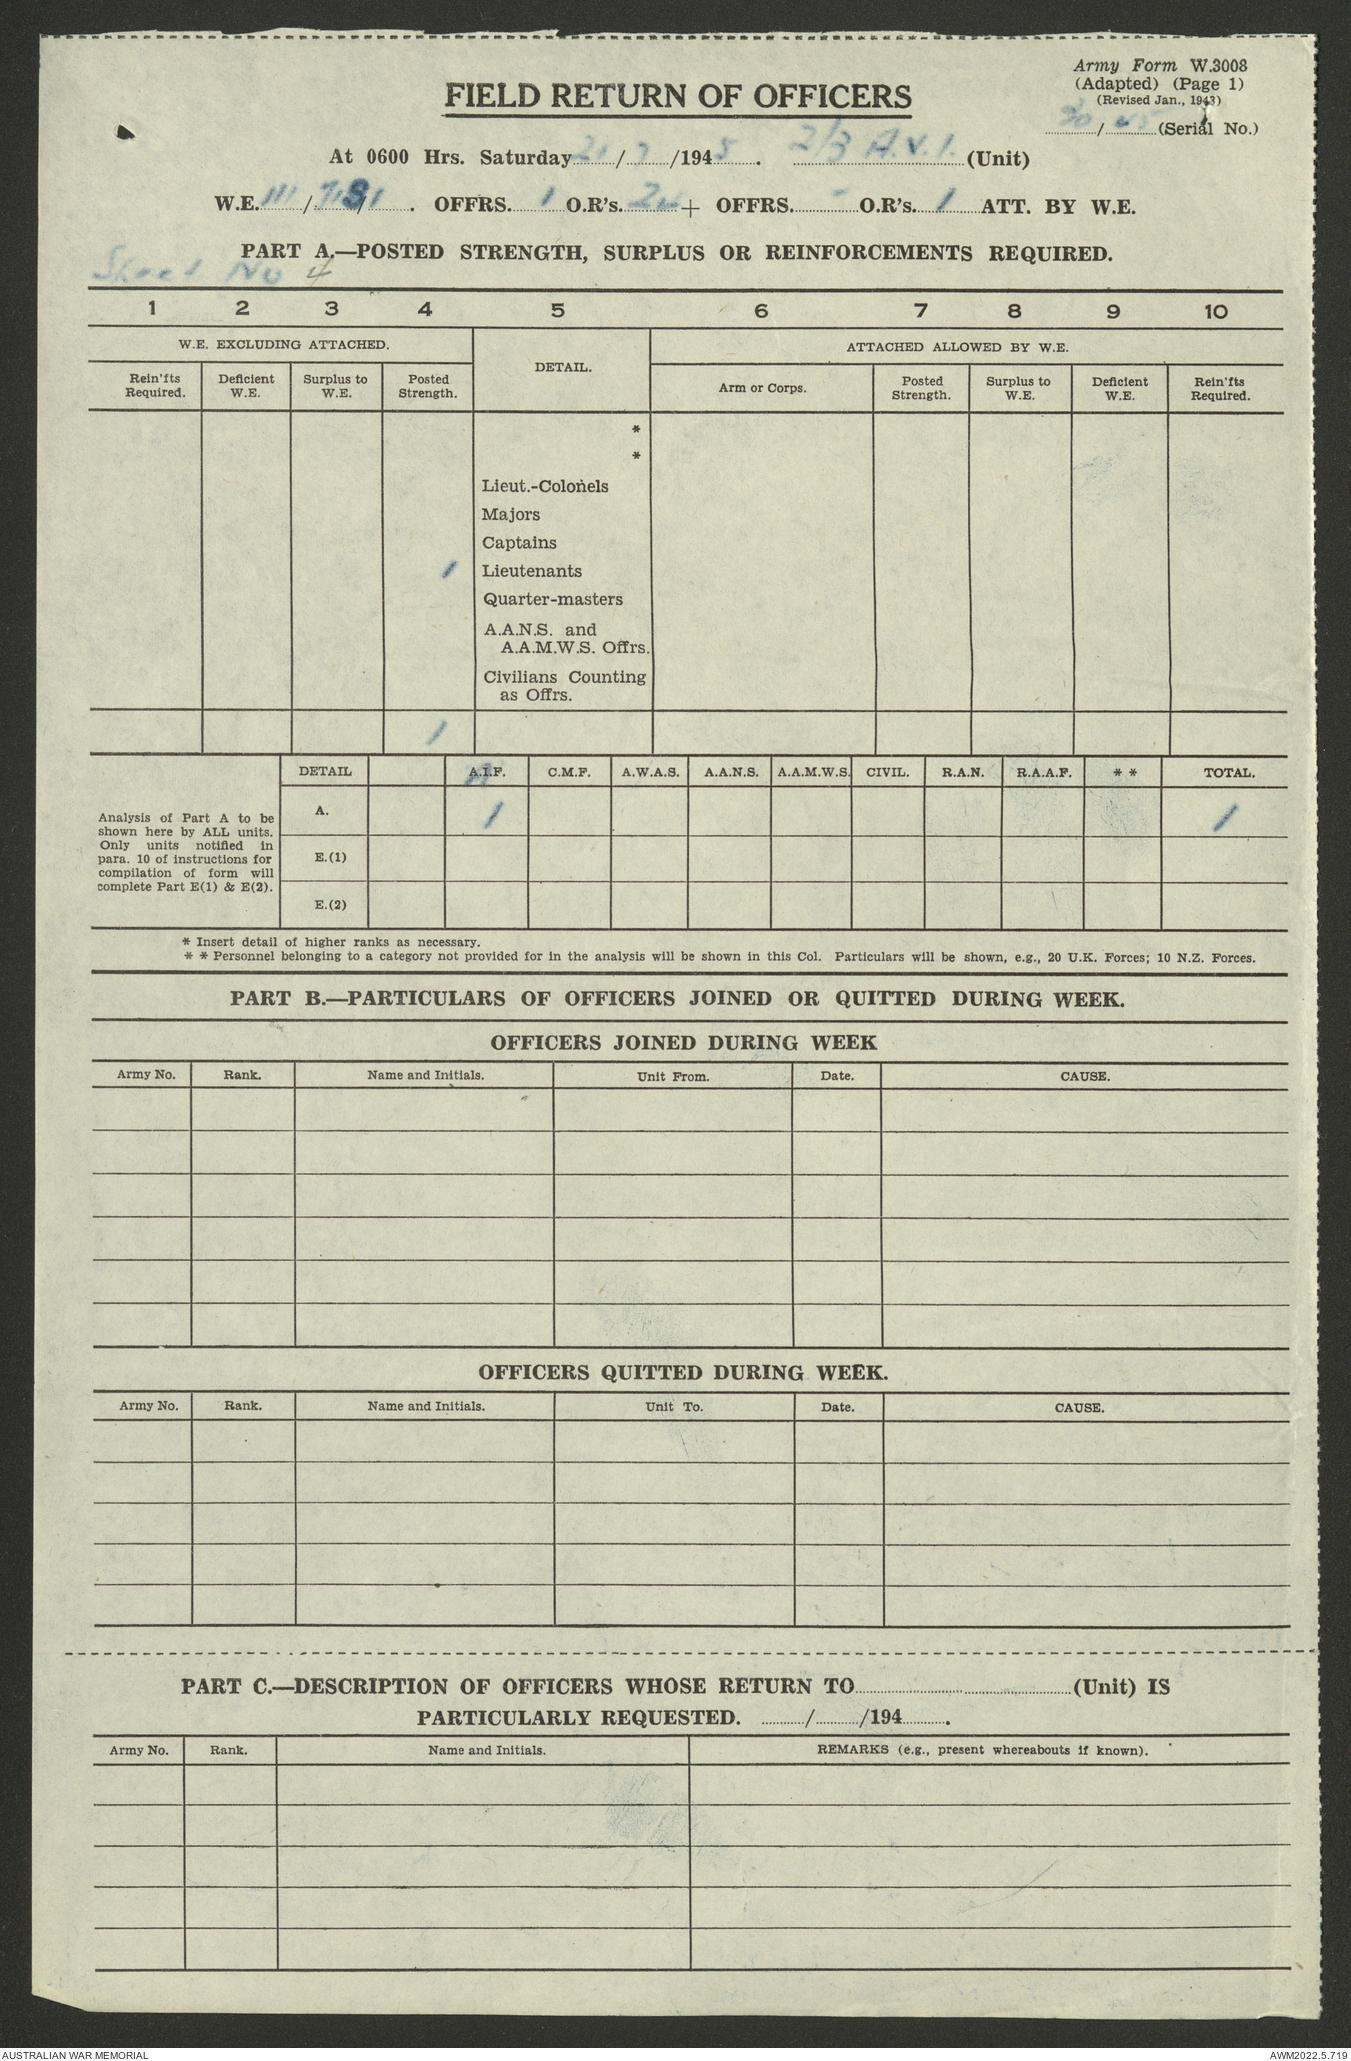 Army Form W.3008
(Adapted) (Page 1)
(Revised Jan., 1943)
30/45 (Serial No.)
FIELD RETURN OF OFFICERS
At 0600 Hrs. Saturday 21/7/1945. 2/3 A.V.I. (Unit)
W.E. 111/ OFFRS. 1 O.R's. + OFFRS. - O.R's. 1 ATT. BY W.E.
PART A.—POSTED STRENGTH, SURPLUS OR REINFORCEMENTS REQUIRED.
Sheet No 4
1 2 3 4 5 6 7 8 9 10
W.E. EXCLUDING ATTACHED. DETAIL. ATTACHED ALLOWED BY W.E.
Rein'fts Required. Deficient W.E. Surplus to W.E. Posted Strength. Arm or Corps. Posted Strength. Surplus to W.E. Deficient W.E. Rein'fts Required.
*
*
Lieut.-Colonels
Majors
Captains
1 Lieutenants
Quarter-masters
A.A.N.S. and
A.A.M.W.S. Offrs.
Civilians Counting
as Offrs.
1
DETAIL A.I.F. C.M.F. A.W.A.S. A.A.N.S. A.A.M.W.S. CIVIL. R.A.N. R.A.A.F. * * TOTAL.
Analysis of Part A to be
shown here by ALL units.
Only units notified in
para. 10 of instructions for
compilation of form will
complete Part E(1) & E(2).
A. 1 1
E.(1)
E.(2)
* Insert detail of higher ranks as necessary.
* * Personnel belonging to a category not provided for in the analysis will be shown in this Col. Particulars will be shown, e.g., 20 U.K. Forces; 10 N.Z. Forces.
PART B.—PARTICULARS OF OFFICERS JOINED OR QUITTED DURING WEEK.
OFFICERS JOINED DURING WEEK
Army No. Rank. Name and Initials. Unit From. Date. CAUSE.
OFFICERS QUITTED DURING WEEK.
Army No. Rank. Name and Initials. Unit To. Date. CAUSE.
PART C.—DESCRIPTION OF OFFICERS WHOSE RETURN TO (Unit) IS
PARTICULARLY REQUESTED. / /194 .
Army No. Rank. Name and Initials. REMARKS (e.g., present whereabouts if known).
AUSTRALIAN WAR MEMORIAL AWM2022.5.719